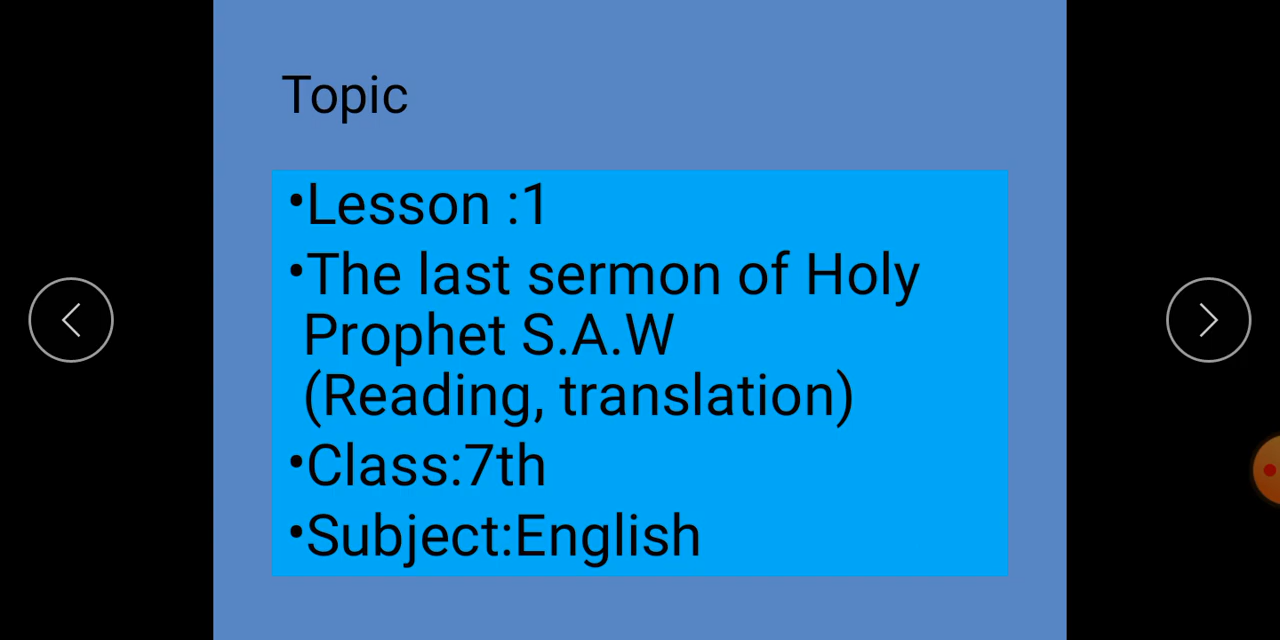 Topic
•Lesson :1
•The last sermon of Holy
Prophet S.A.W
(Reading, translation)
•Class:7th
•Subject:English